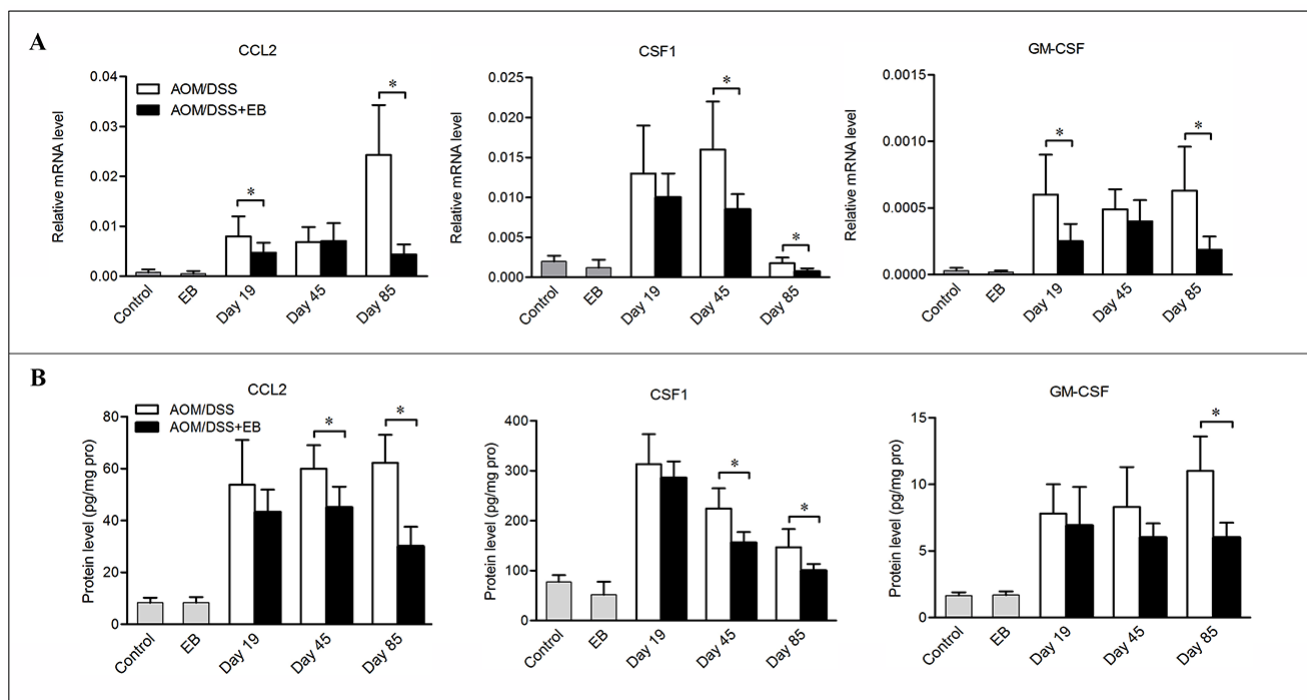 A
CCL2
Relative mRNA level
0.04
0.03
0.02
0.01
0.00
AOM/DSS
AOM/DSS+EB
*
*
Control
EB
Day 19
Day 45
Day 85
CSF1
Relative mRNA level
0.025
0.020
0.015
0.010
0.005
0.000
*
*
Control
EB
Day 19
Day 45
Day 85
GM-CSF
Relative mRNA level
0.0015
0.0010
0.0005
0.0000
*
*
Control
EB
Day 19
Day 45
Day 85
B
CCL2
Protein level (pg/mg pro)
80
60
40
20
0
AOM/DSS
AOM/DSS+EB
*
*
Control
EB
Day 19
Day 45
Day 85
CSF1
Protein level (pg/mg pro)
400
300
200
100
0
*
*
Control
EB
Day 19
Day 45
Day 85
GM-CSF
Protein level (pg/mg pro)
15
10
5
0
*
Control
EB
Day 19
Day 45
Day 85